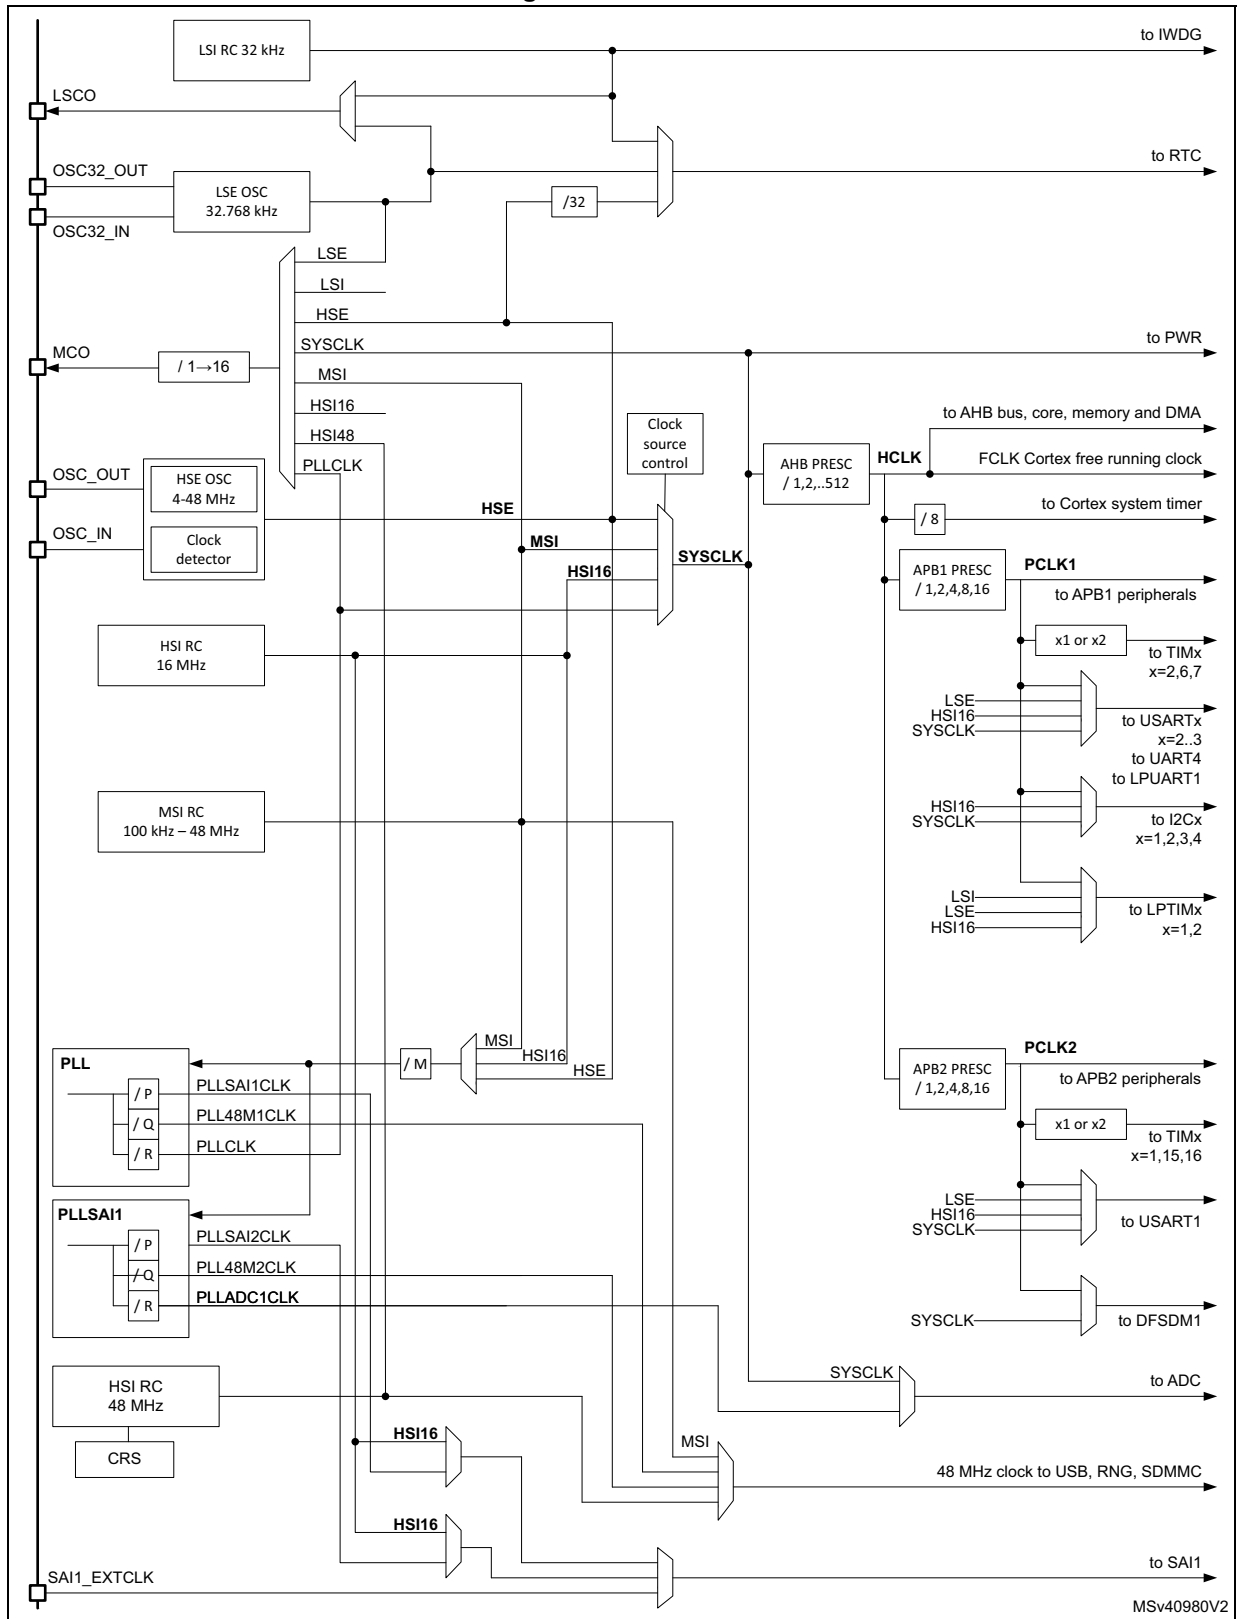 LSI RC 32 kHz
to IWDG
LSCO
to RTC
OSC32_OUT
LSE OSC
32.768 kHz
/32
OSC32_IN
LSE
LSI
HSE
SYSCLK
to PWR
MCO
/ 1→16
MSI
HSI16
HSI48
PLLCLK
Clock
source
control
to AHB bus, core, memory and DMA
AHB PRESC
/ 1,2,..512
HCLK
FCLK Cortex free running clock
OSC_OUT
HSE OSC
4-48 MHz
HSE
to Cortex system timer
/ 8
OSC_IN
Clock
detector
MSI
HSI16
SYSCLK
APB1 PRESC
/ 1,2,4,8,16
PCLK1
to APB1 peripherals
HSI RC
16 MHz
x1 or x2
to TIMx
x=2,6,7
LSE
HSI16
SYSCLK
to USARTx
x=2..3
to UART4
to LPUART1
MSI RC
100 kHz – 48 MHz
HSI16
SYSCLK
to I2Cx
x=1,2,3,4
LSI
LSE
HSI16
to LPTIMx
x=1,2
MSI
HSI16
HSE
/ M
PLL
/ P
PLLSAI1CLK
/ Q
PLL48M1CLK
/ R
PLLCLK
APB2 PRESC
/ 1,2,4,8,16
PCLK2
to APB2 peripherals
x1 or x2
to TIMx
x=1,15,16
LSE
HSI16
SYSCLK
to USART1
PLLSAI1
/ P
PLLSAI2CLK
/ Q
PLL48M2CLK
/ R
PLLADC1CLK
SYSCLK
to DFSDM1
SYSCLK
to ADC
HSI RC
48 MHz
CRS
HSI16
MSI
48 MHz clock to USB, RNG, SDMMC
HSI16
to SAI1
SAI1_EXTCLK
MSv40980V2